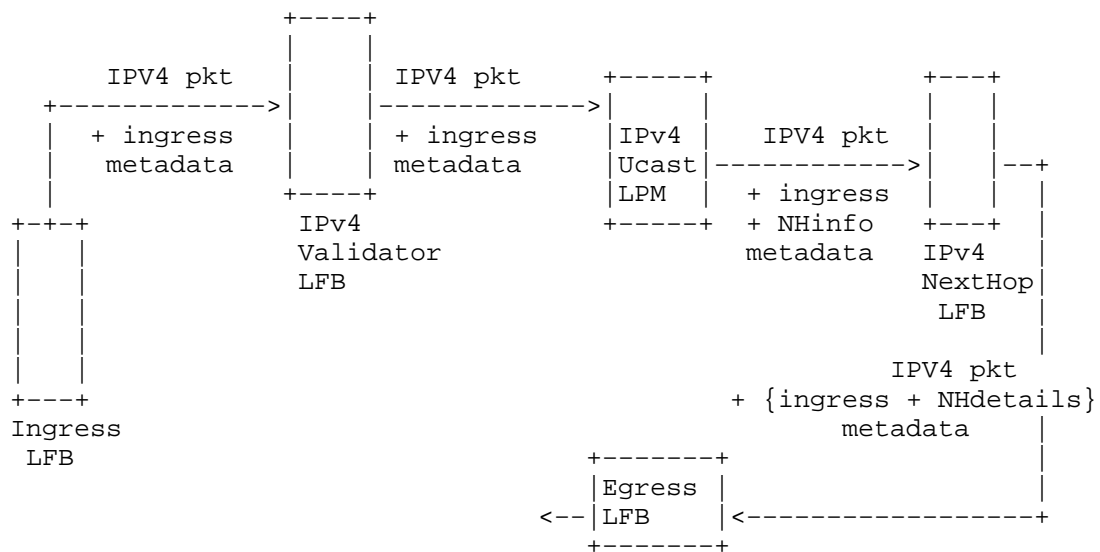 IPV4 pkt IPV4 pkt
+ ingress + ingress IPv4 IPV4 pkt
metadata metadata Ucast
LPM + ingress
IPv4 + NHinfo
Validator metadata IPv4
LFB NextHop
LFB
IPV4 pkt
+ {ingress + NHdetails}
Ingress metadata
LFB
Egress
LFB